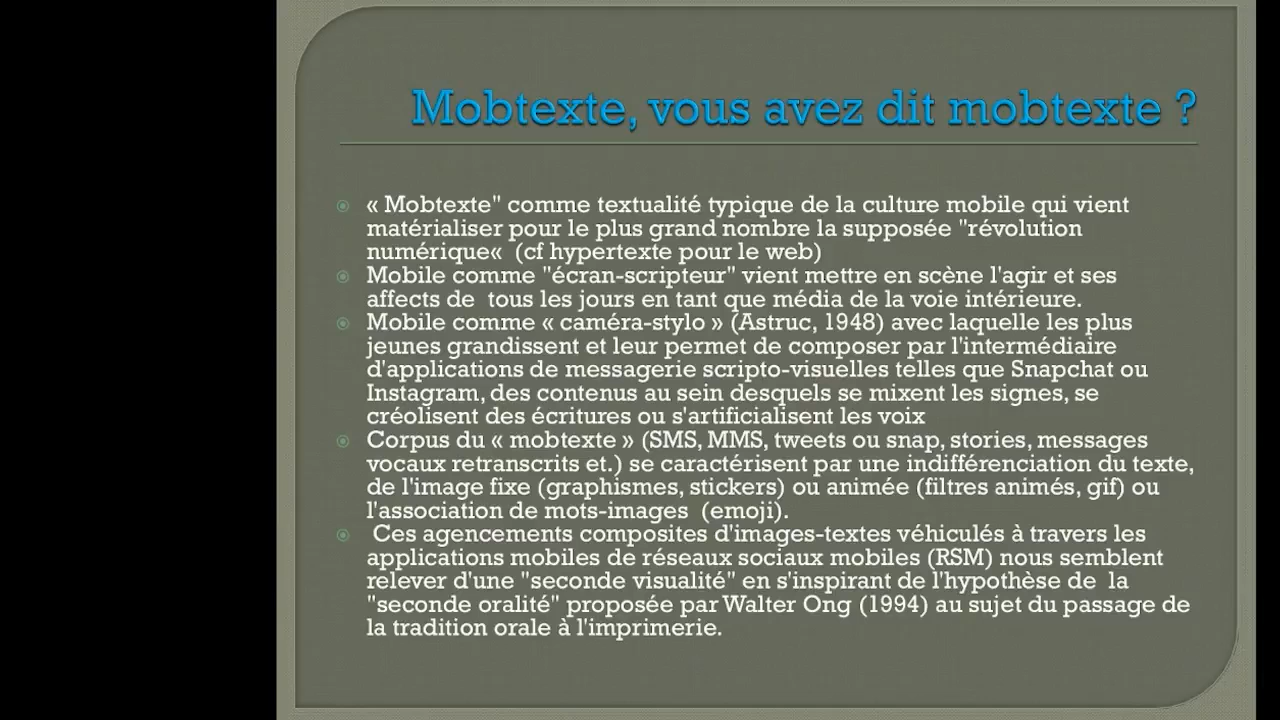 Mobtexte, vous avez dit mobtexte ?
« Mobtexte" comme textualité typique de la culture mobile qui vient
matérialiser pour le plus grand nombre la supposée "révolution
numérique«  (cf hypertexte pour le web)
Mobile comme "écran-scripteur" vient mettre en scène l'agir et ses
affects de  tous les jours en tant que média de la voie intérieure.
Mobile comme « caméra-stylo » (Astruc, 1948) avec laquelle les plus
jeunes grandissent et leur permet de composer par l'intermédiaire
d'applications de messagerie scripto-visuelles telles que Snapchat ou
Instagram, des contenus au sein desquels se mixent les signes, se
créolisent des écritures ou s'artificialisent les voix
Corpus du « mobtexte » (SMS, MMS, tweets ou snap, stories, messages
vocaux retranscrits et.) se caractérisent par une indifférenciation du texte,
de l'image fixe (graphismes, stickers) ou animée (filtres animés, gif) ou
l'association de mots-images  (emoji).
Ces agencements composites d'images-textes véhiculés à travers les
applications mobiles de réseaux sociaux mobiles (RSM) nous semblent
relever d'une "seconde visualité" en s'inspirant de l'hypothèse de  la
"seconde oralité" proposée par Walter Ong (1994) au sujet du passage de
la tradition orale à l'imprimerie.